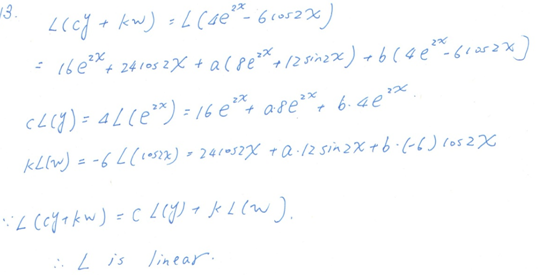 13. L(cy + kw) = L(4e^{2x} - 6cos2x)
= 16e^{2x} + 24cos2x + a(8e^{2x} + 12sin2x) + b(4e^{2x} - 6cos2x)
cL(y) = 4L(e^{2x}) = 16e^{2x} + a·8e^{2x} + b·4e^{2x}.
kL(w) = -6L(cos2x) = 24cos2x + a·12sin2x + b·(-6)cos2x
∵ L(cy+kw) = cL(y) + kL(w).
∴ L is linear.